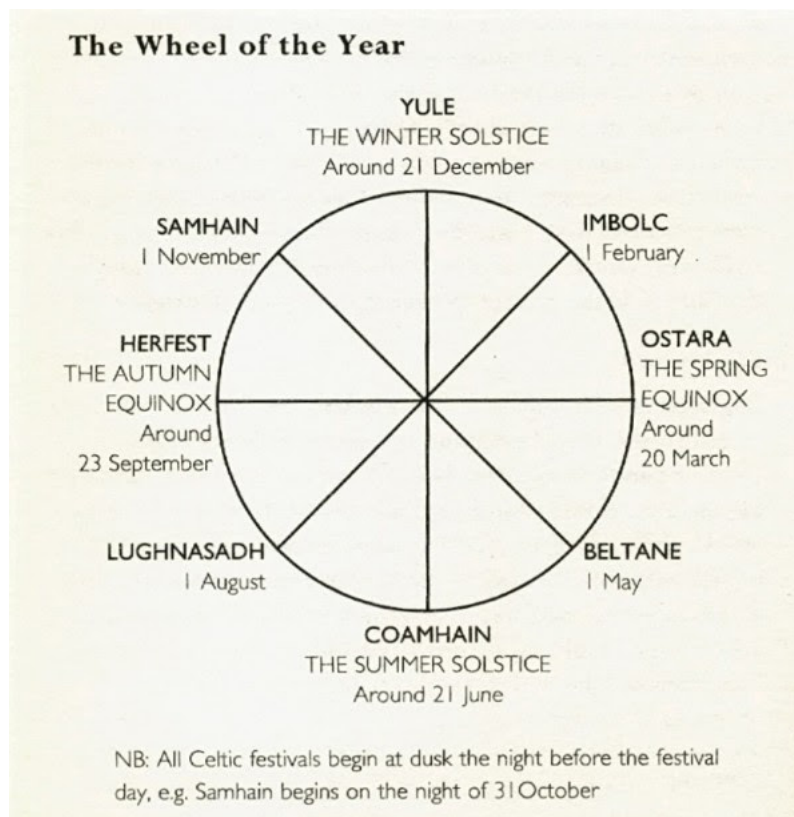 The Wheel of the Year
YULE
THE WINTER SOLSTICE
Around 21 December
IMBOLC
1 February
OSTARA
THE SPRING
EQUINOX
Around
20 March
BELTANE
1 May
COAMHAIN
THE SUMMER SOLSTICE
Around 21 June
LUGHNASADH
1 August
HERFEST
THE AUTUMN
EQUINOX
Around
23 September
SAMHAIN
1 November
NB: All Celtic festivals begin at dusk the night before the festival
day, e.g. Samhain begins on the night of 31October